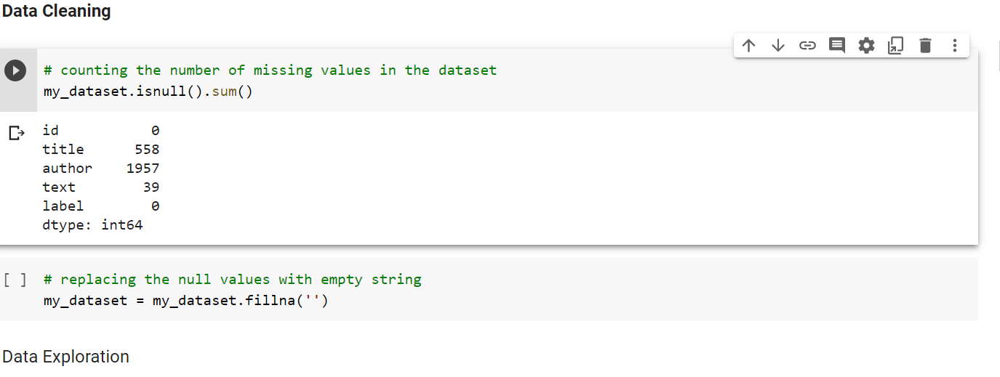 Data Cleaning
# counting the number of missing values in the dataset
my_dataset.isnull().sum()
id 0
title 558
author 1957
text 39
label 0
dtype: int64
[ ] # replacing the null values with empty string
my_dataset = my_dataset.fillna('')
Data Exploration